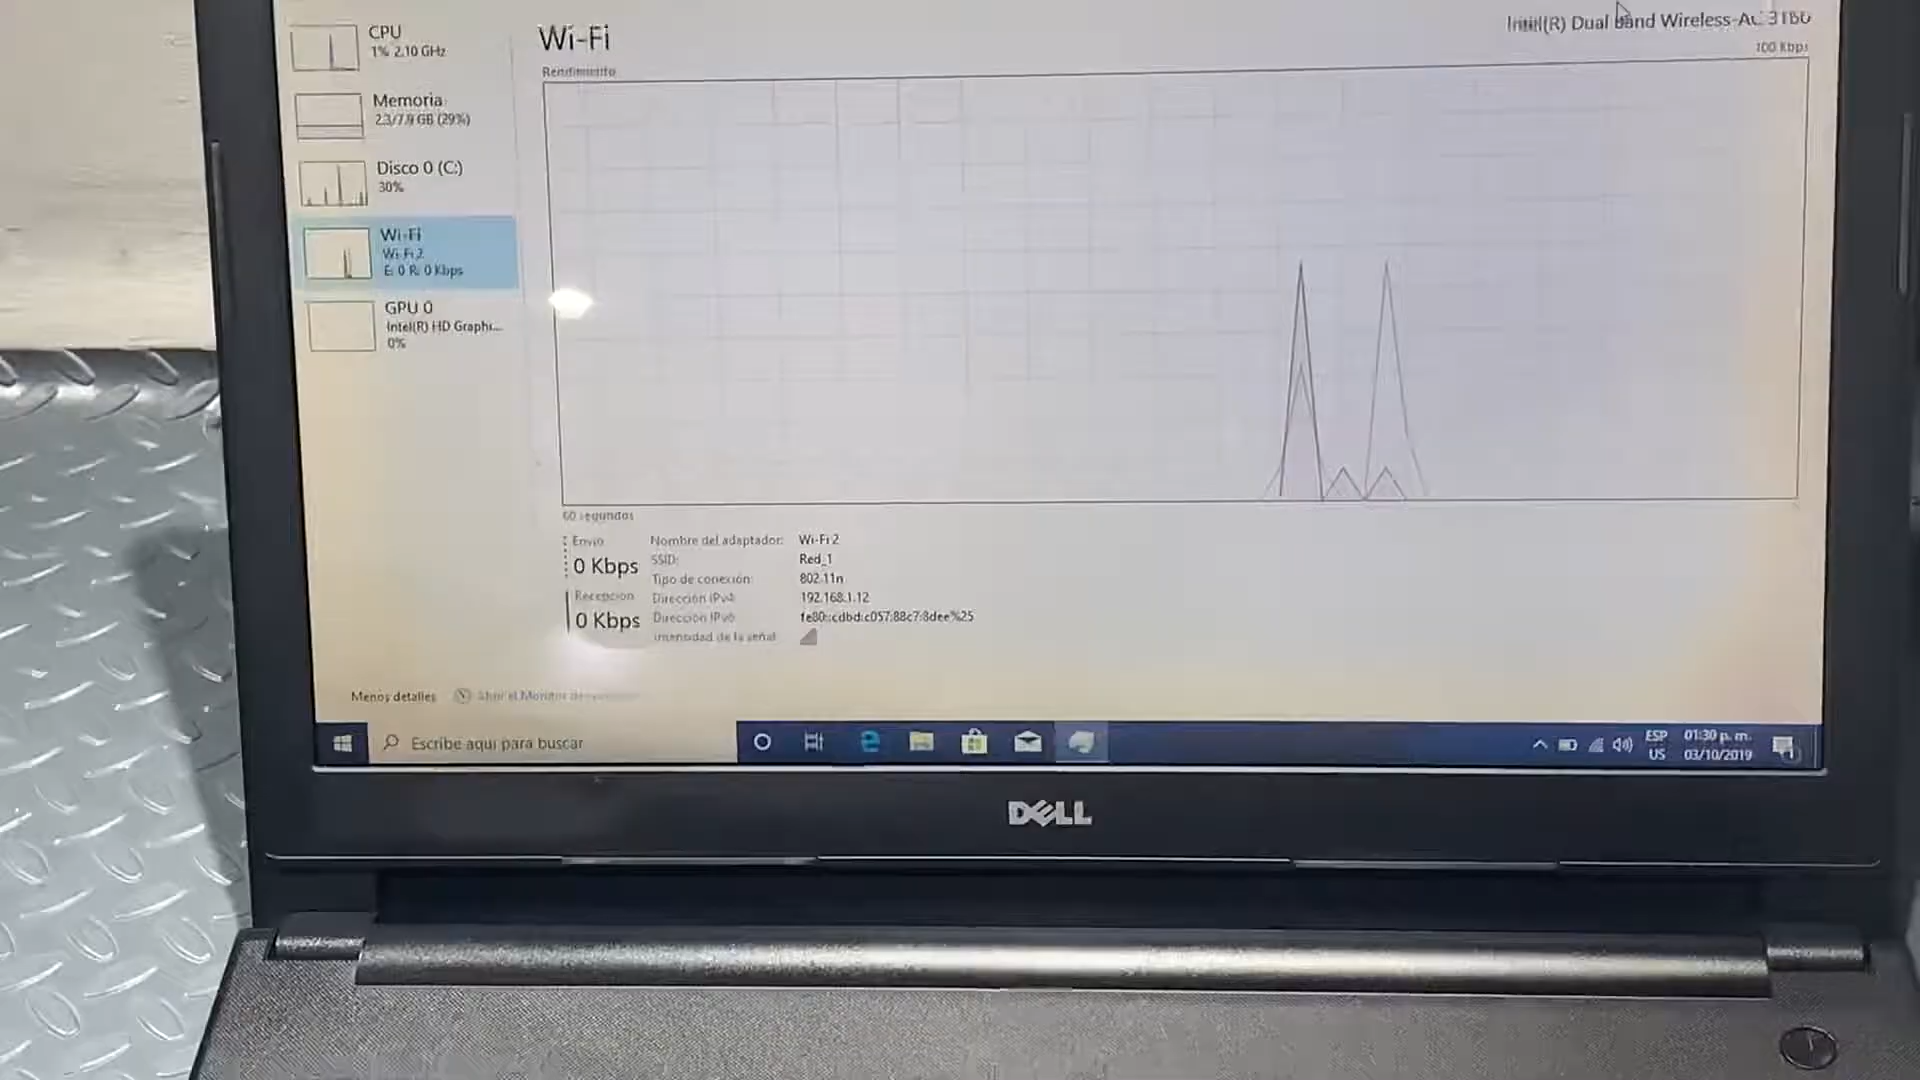 CPU
1% 2.10 GHz
Memoria
2.3/7.9 GB (29%)
Disco 0 (C:)
30%
Wi-Fi
Wi-Fi 2
E: 0 R: 0 Kbps
GPU 0
Intel(R) HD Graphi...
0%
Wi-Fi
Intel(R) Dual Band Wireless-AC
Rendimiento
100 Kbps
60 segundos
Envío
0 Kbps
Recepción
0 Kbps
Nombre del adaptador: Wi-Fi 2
SSID: Red_1
Tipo de conexión: 802.11n
Dirección IPv4: 192.168.1.12
Dirección IPv6: fe80::cdbd:c057:88c7:8dee%25
Intensidad de la señal:
Menos detalles
Abrir el Monitor de
Escribe aquí para buscar
ESP
US
01:30 p. m.
03/10/2019
DELL